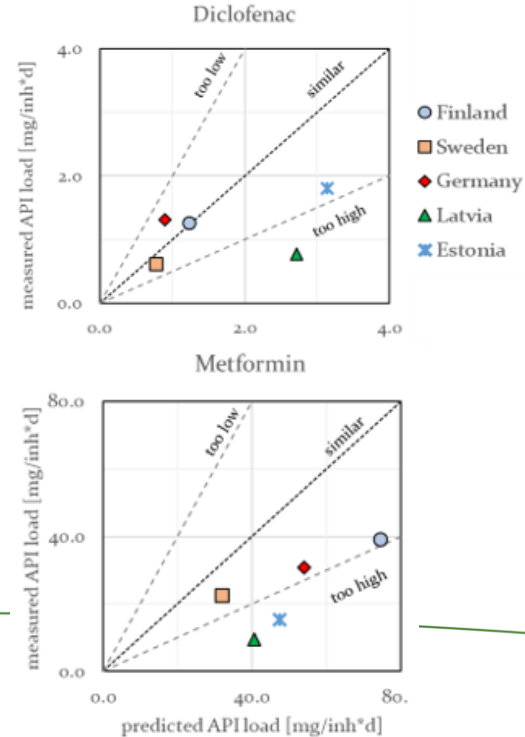 Diclofenac
measured API load [mg/inh*d]
4.0
2.0
0.0
too low
similar
too high
0.0 2.0 4.0
Finland
Sweden
Germany
Latvia
Estonia
Metformin
measured API load [mg/inh*d]
80.0
40.0
0.0
too low
similar
too high
0.0 40.0 80.
predicted API load [mg/inh*d]